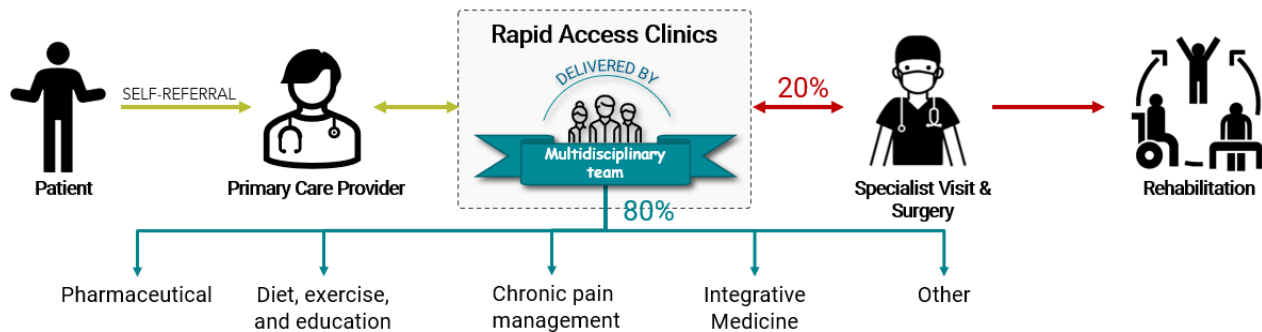 Rapid Access Clinics
DELIVERED BY
Multidisciplinary
team
SELF-REFERRAL
20%
Patient
Primary Care Provider
Specialist Visit &
Surgery
Rehabilitation
80%
Pharmaceutical
Diet, exercise,
and education
Chronic pain
management
Integrative
Medicine
Other